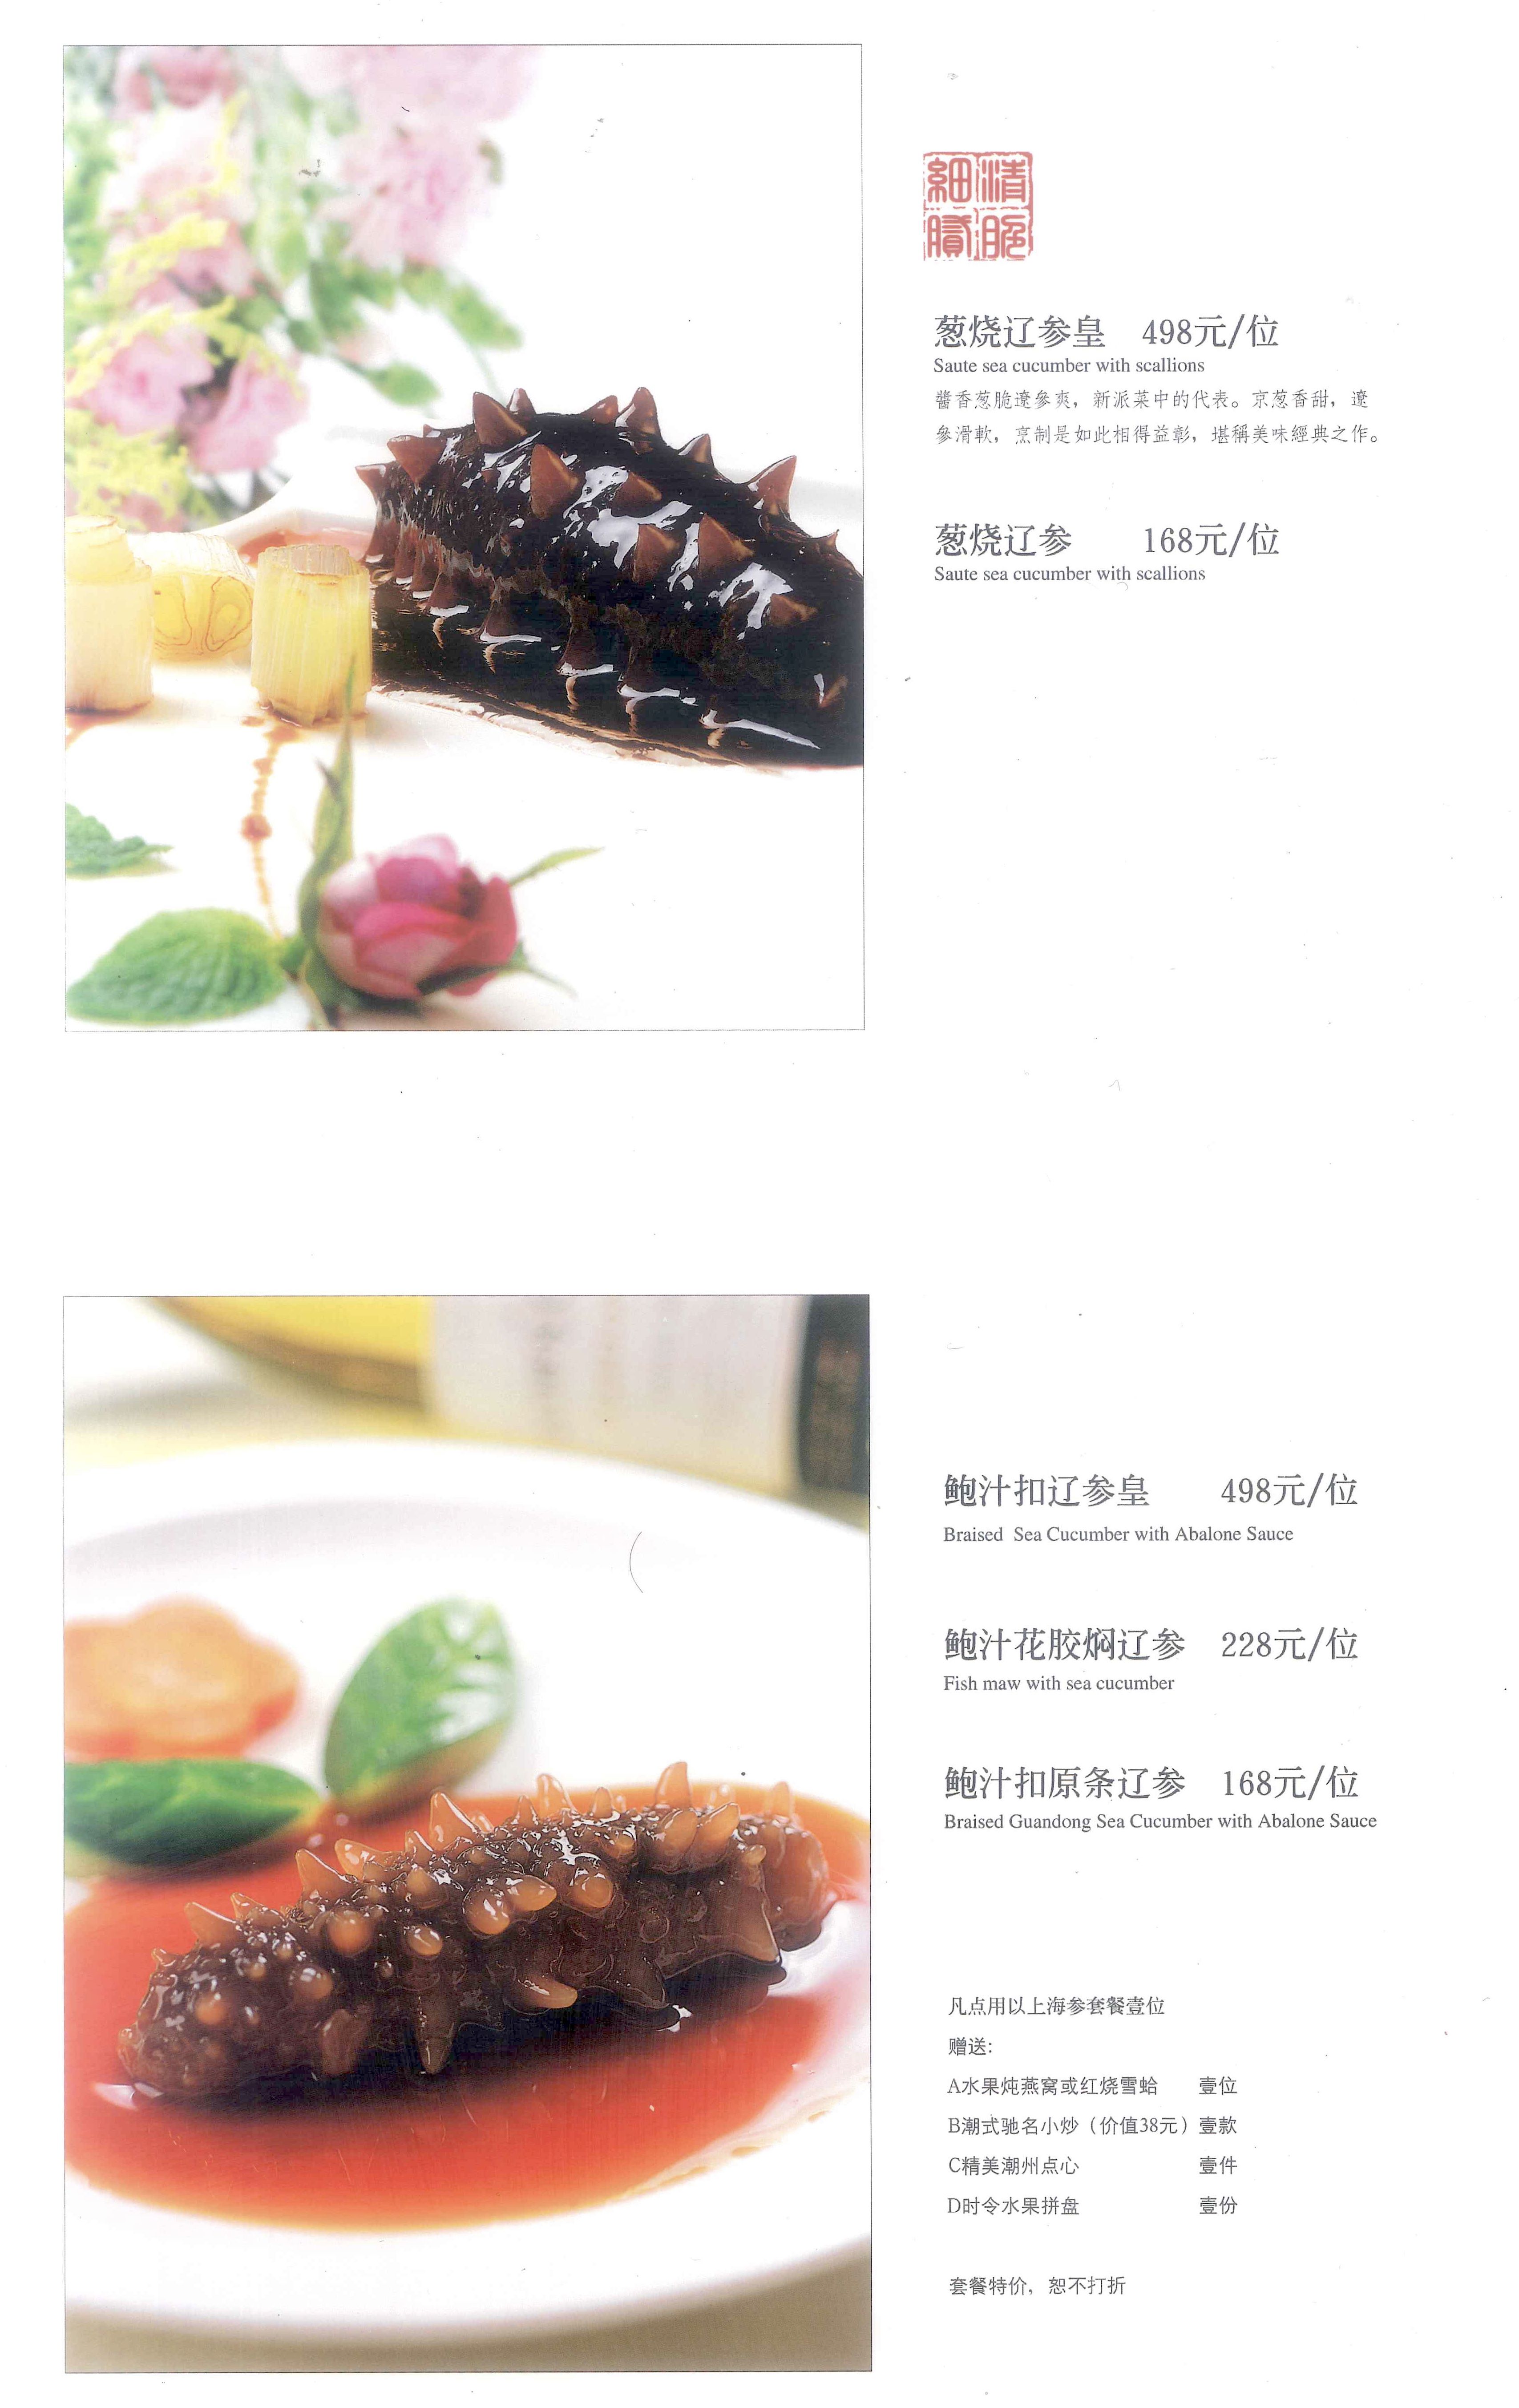 清脆
細膩
葱烧辽参皇 498元/位
Saute sea cucumber with scallions
醬香葱脆遼參爽，新派菜中的代表。京葱香甜，遼
參滑軟，烹制是如此相得益彰，堪稱美味經典之作。
葱烧辽参 168元/位
Saute sea cucumber with scallions
鲍汁扣辽参皇 498元/位
Braised Sea Cucumber with Abalone Sauce
鲍汁花胶焖辽参 228元/位
Fish maw with sea cucumber
鲍汁扣原条辽参 168元/位
Braised Guandong Sea Cucumber with Abalone Sauce
凡点用以上海参套餐壹位
赠送:
A水果炖燕窝或红烧雪蛤 壹位
B潮式驰名小炒（价值38元）壹款
C精美潮州点心 壹件
D时令水果拼盘 壹份
套餐特价，恕不打折